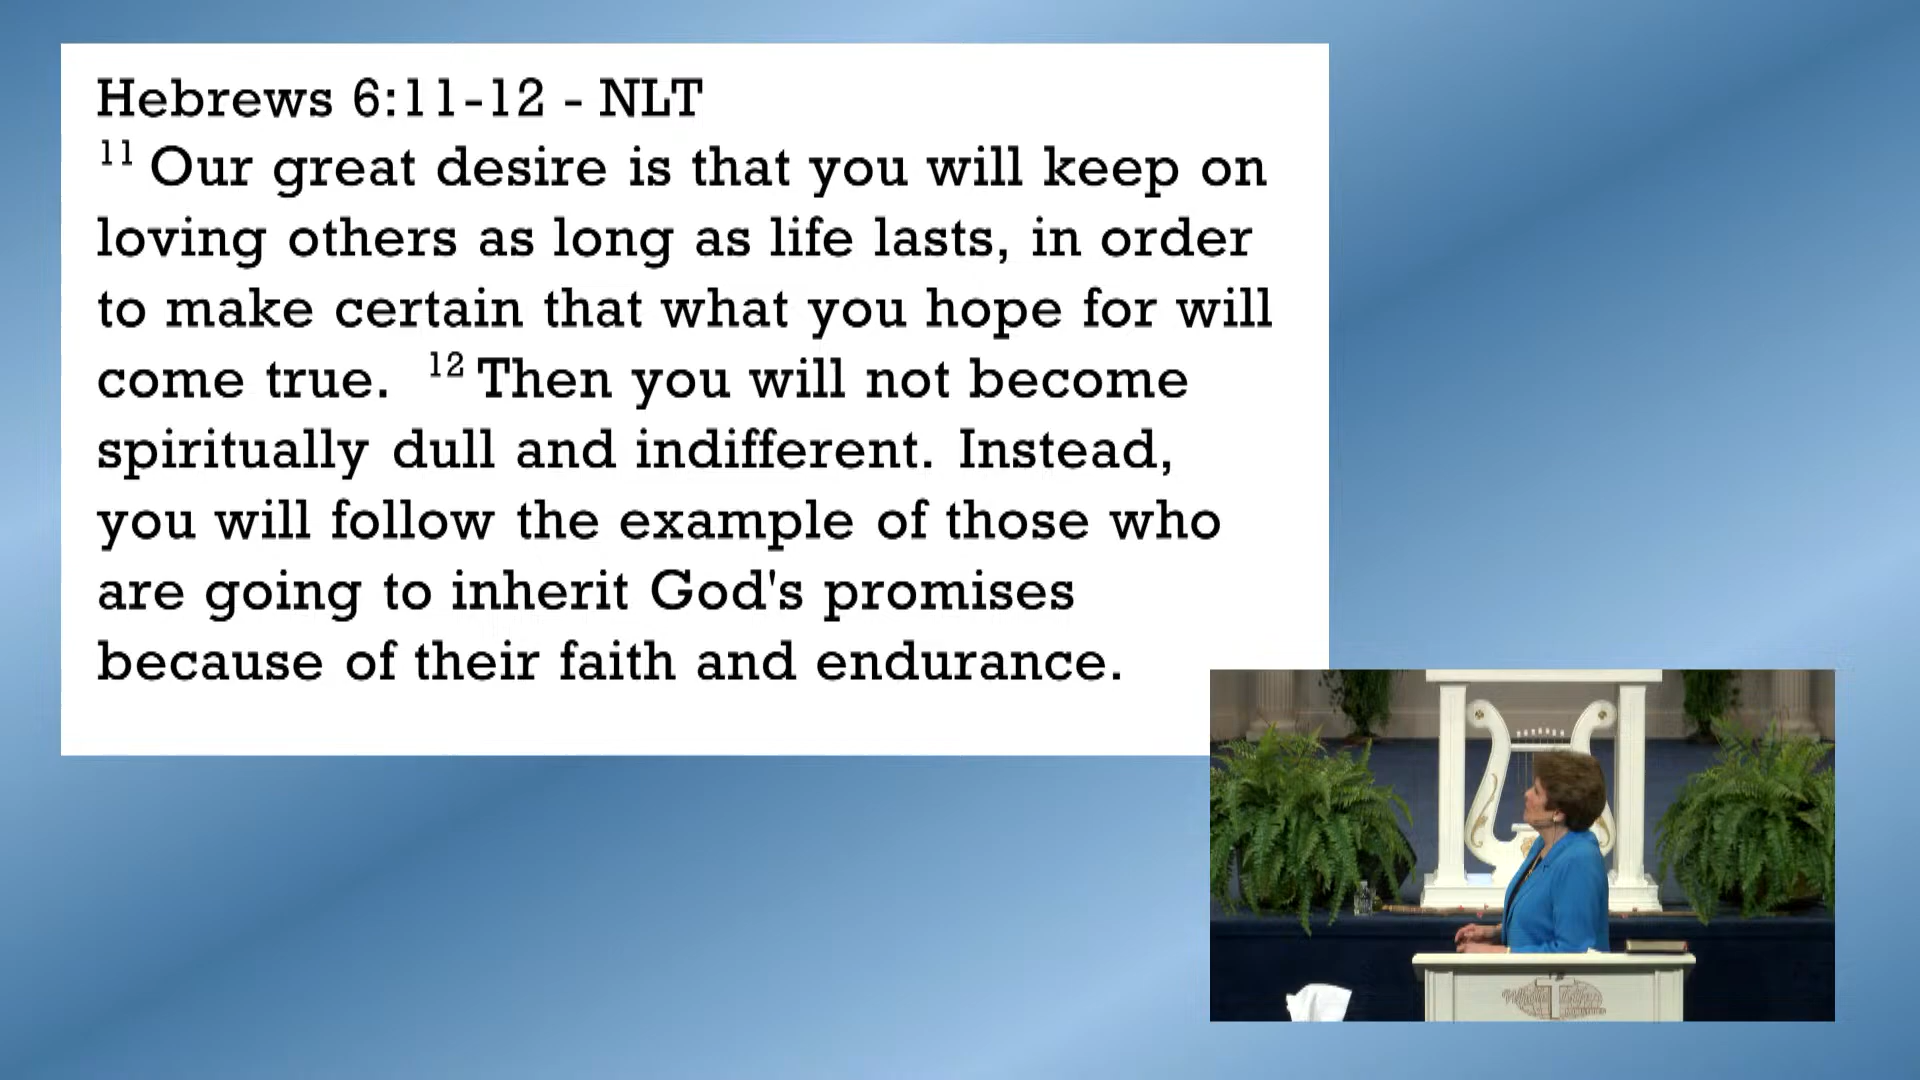 Hebrews 6:11-12 - NLT
11 Our great desire is that you will keep on
loving others as long as life lasts, in order
to make certain that what you hope for will
come true. 12 Then you will not become
spiritually dull and indifferent. Instead,
you will follow the example of those who
are going to inherit God's promises
because of their faith and endurance.